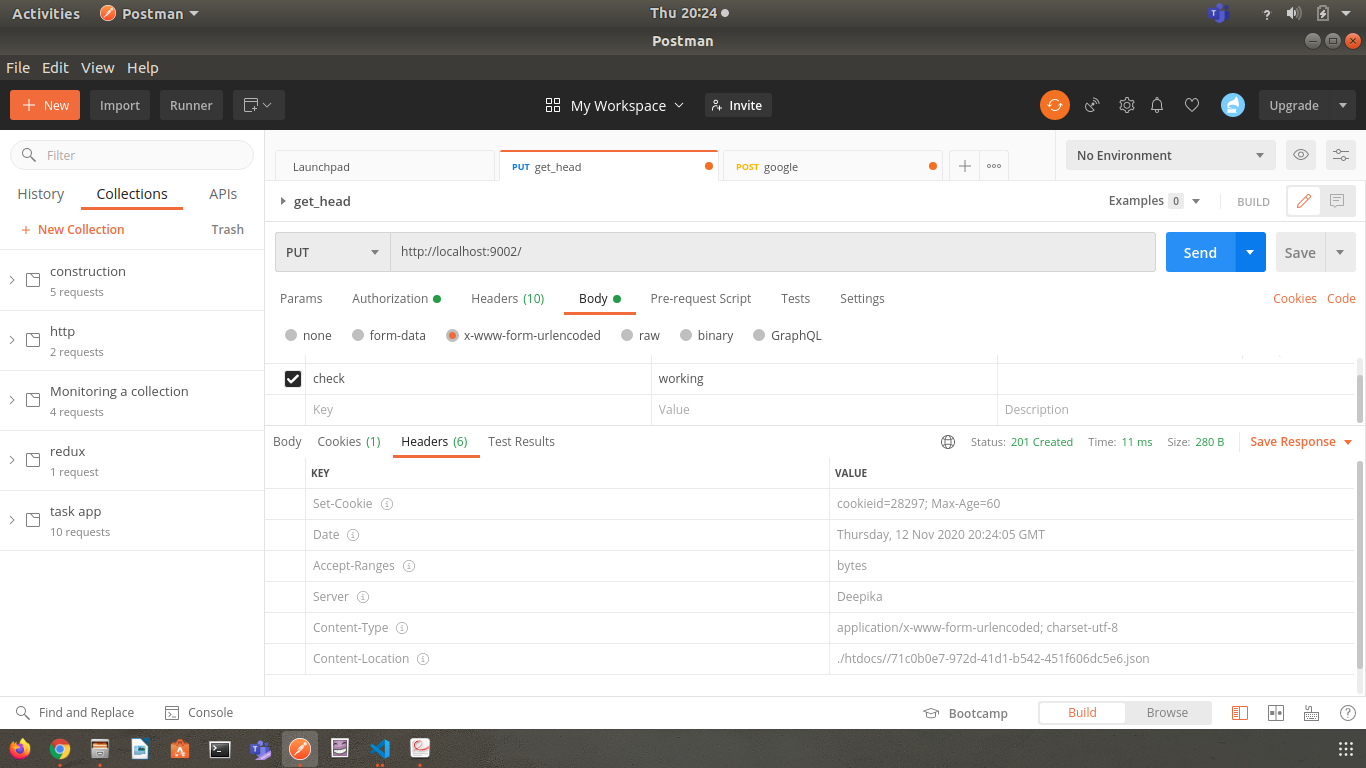 Activities Postman Thu 20:24 ?
Postman
File Edit View Help
New Import Runner My Workspace Invite Upgrade
Filter
Launchpad PUT get_head POST google No Environment
History Collections APIs
get_head Examples 0 BUILD
+ New Collection Trash
construction
5 requests
PUT http://localhost:9002/ Send Save
Params Authorization Headers (10) Body Pre-request Script Tests Settings Cookies Code
http
2 requests
none form-data x-www-form-urlencoded raw binary GraphQL
Monitoring a collection
4 requests
check working
Key Value Description
redux
1 request
Body Cookies (1) Headers (6) Test Results Status: 201 Created Time: 11 ms Size: 280 B Save Response
KEY VALUE
task app
10 requests
Set-Cookie cookieid=28297; Max-Age=60
Date Thursday, 12 Nov 2020 20:24:05 GMT
Accept-Ranges bytes
Server Deepika
Content-Type application/x-www-form-urlencoded; charset-utf-8
Content-Location ./htdocs//71c0b0e7-972d-41d1-b542-451f606dc5e6.json
Find and Replace Console Bootcamp Build Browse ?